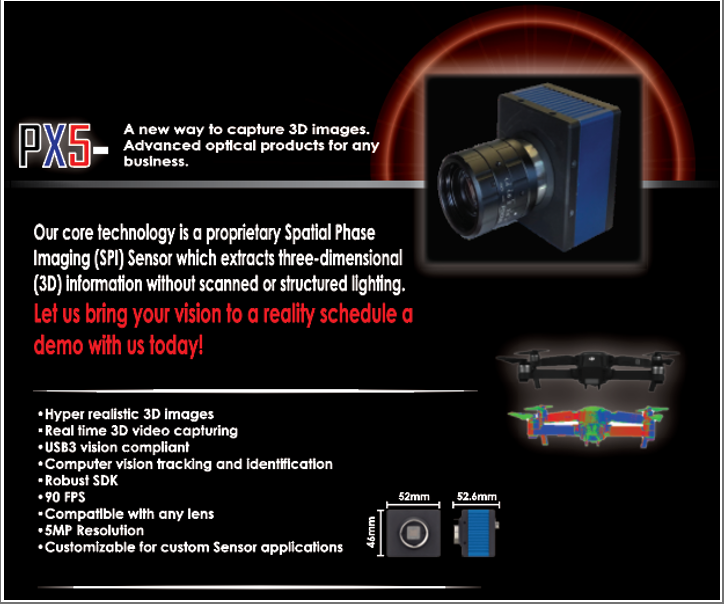 PX5-
A new way to capture 3D images.
Advanced optical products for any
business.
Our core technology is a proprietary Spatial Phase
Imaging (SPI) Sensor which extracts three-dimensional
(3D) information without scanned or structured lighting.
Let us bring your vision to a reality schedule a
demo with us today!
•Hyper realistic 3D images
•Real time 3D video capturing
•USB3 vision compliant
•Computer vision tracking and identification
•Robust SDK
•90 FPS
•Compatible with any lens
•5MP Resolution
•Customizable for custom Sensor applications
52mm
52.6mm
46mm